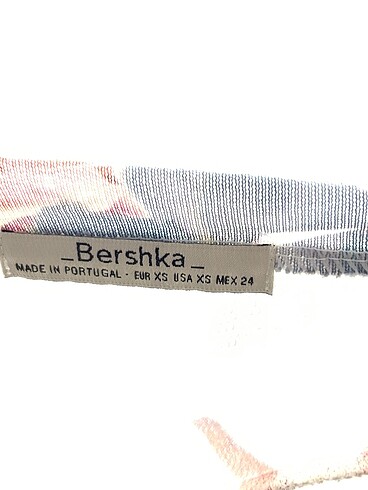 _Bershka_
MADE IN PORTUGAL - EUR XS USA XS MEX 24